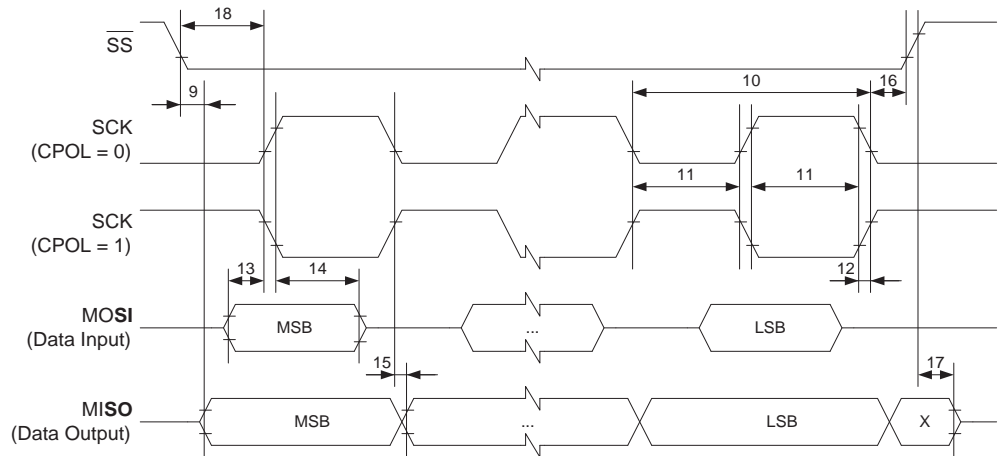 18
SS
10
16
9
SCK
(CPOL = 0)
11
11
SCK
(CPOL = 1)
13
14
12
MOSI
(Data Input)
MSB
...
LSB
15
17
MISO
(Data Output)
MSB
...
LSB
X